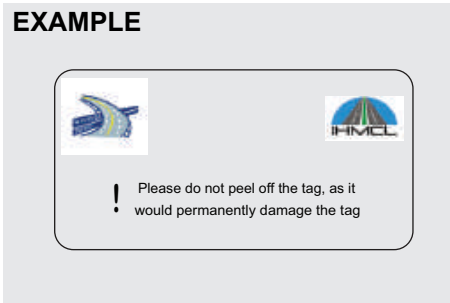 EXAMPLE
IHMCL
! Please do not peel off the tag, as it
would permanently damage the tag